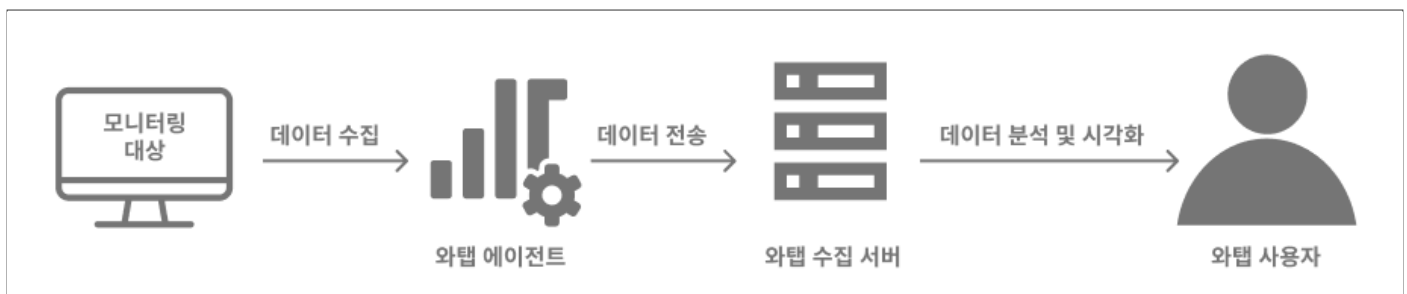 모니터링
대상
데이터 수집
데이터 전송
데이터 분석 및 시각화
와탭 에이전트
와탭 수집 서버
와탭 사용자